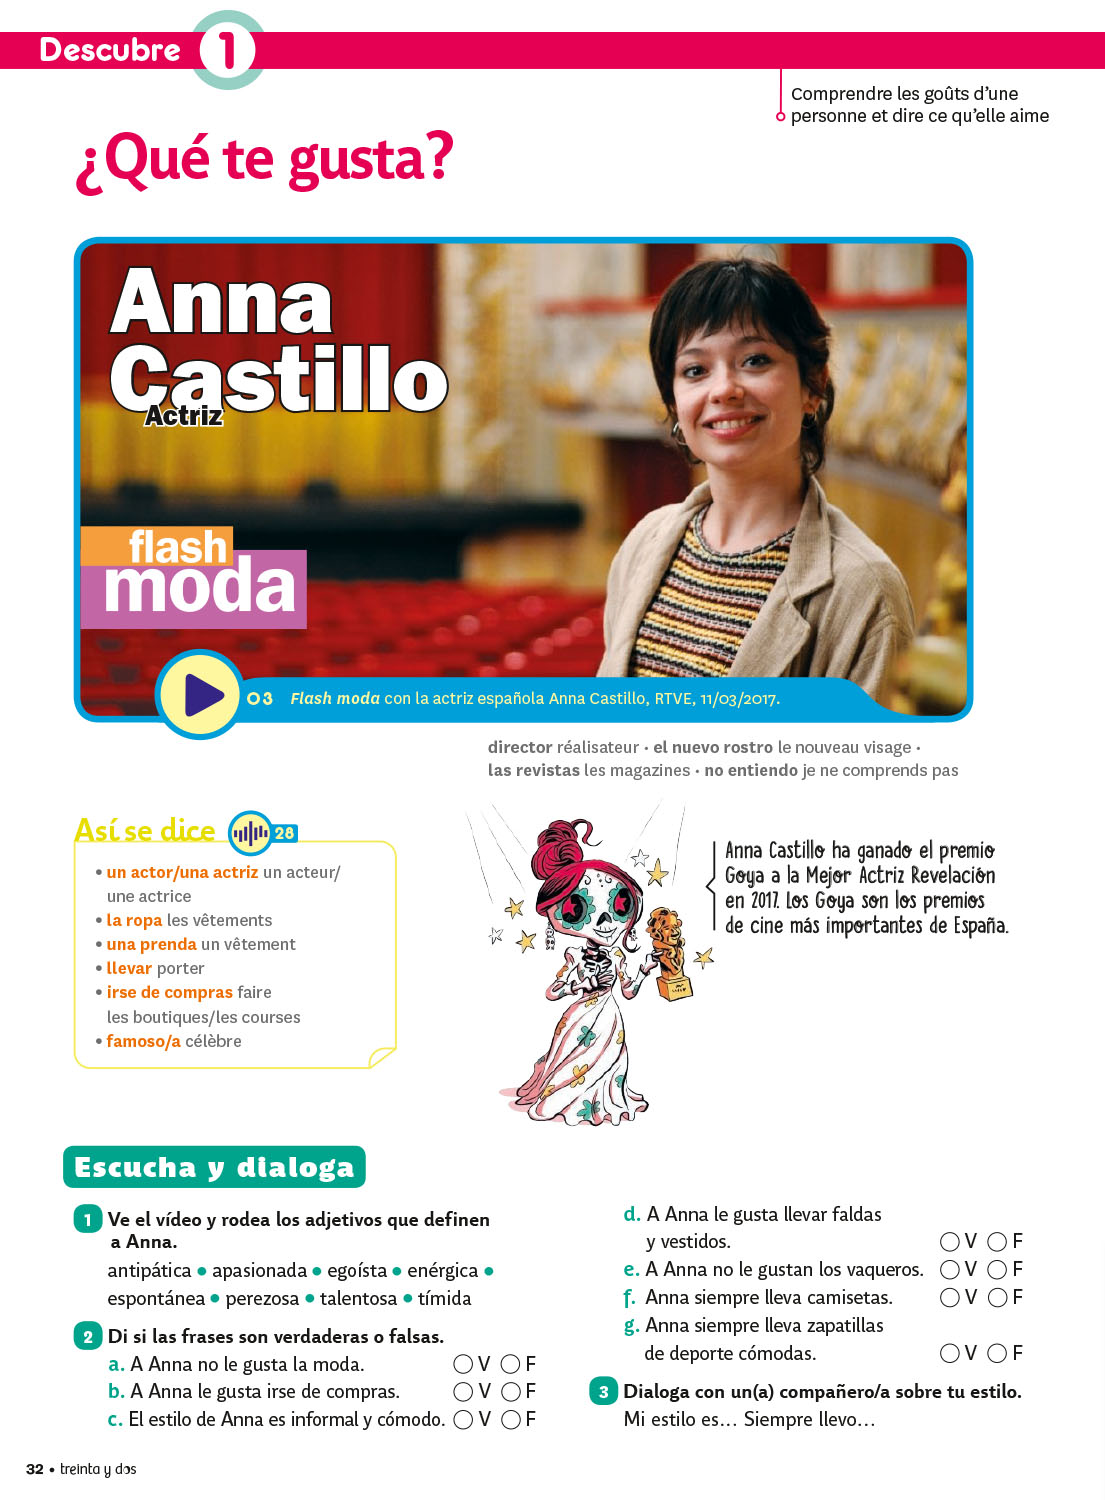 Descubre 1
Comprendre les goûts d'une
personne et dire ce qu'elle aime
¿Qué te gusta?
Anna
Castillo
Actriz
flash
moda
03 Flash moda con la actriz española Anna Castillo, RTVE, 11/03/2017.
director réalisateur • el nuevo rostro le nouveau visage •
las revistas les magazines • no entiendo je ne comprends pas
Así se dice 28
• un actor/una actriz un acteur/
une actrice
• la ropa les vêtements
• una prenda un vêtement
• llevar porter
• irse de compras faire
les boutiques/les courses
• famoso/a célèbre
Anna Castillo ha ganado el premio
Goya a la Mejor Actriz Revelación
en 2017. Los Goya son los premios
de cine más importantes de España.
Escucha y dialoga
1 Ve el vídeo y rodea los adjetivos que definen
a Anna.
antipática • apasionada • egoísta • enérgica •
espontánea • perezosa • talentosa • tímida
2 Di si las frases son verdaderas o falsas.
a. A Anna no le gusta la moda. V F
b. A Anna le gusta irse de compras. V F
c. El estilo de Anna es informal y cómodo. V F
d. A Anna le gusta llevar faldas
y vestidos. V F
e. A Anna no le gustan los vaqueros. V F
f. Anna siempre lleva camisetas. V F
g. Anna siempre lleva zapatillas
de deporte cómodas. V F
3 Dialoga con un(a) compañero/a sobre tu estilo.
Mi estilo es... Siempre llevo...
32 • treinta y dos